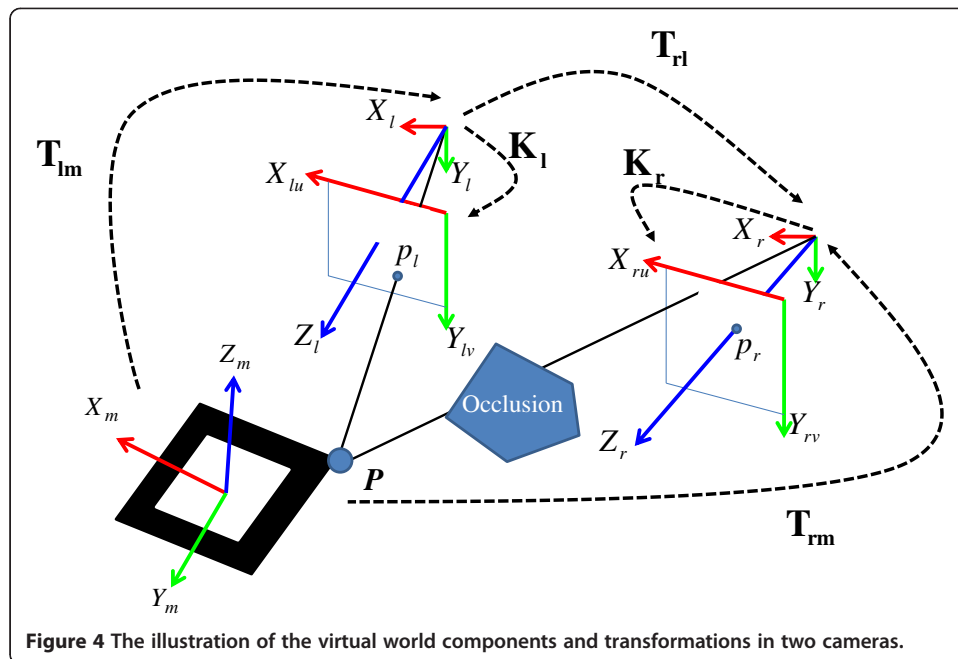 T_rl
X_l
K_l
T_lm
Y_l
K_r
X_lu
X_r
p_l
X_ru
Y_r
Z_l
Y_lv
p_r
Z_m
X_m
Occlusion
Z_r
Y_rv
P
T_rm
Y_m
Figure 4 The illustration of the virtual world components and transformations in two cameras.